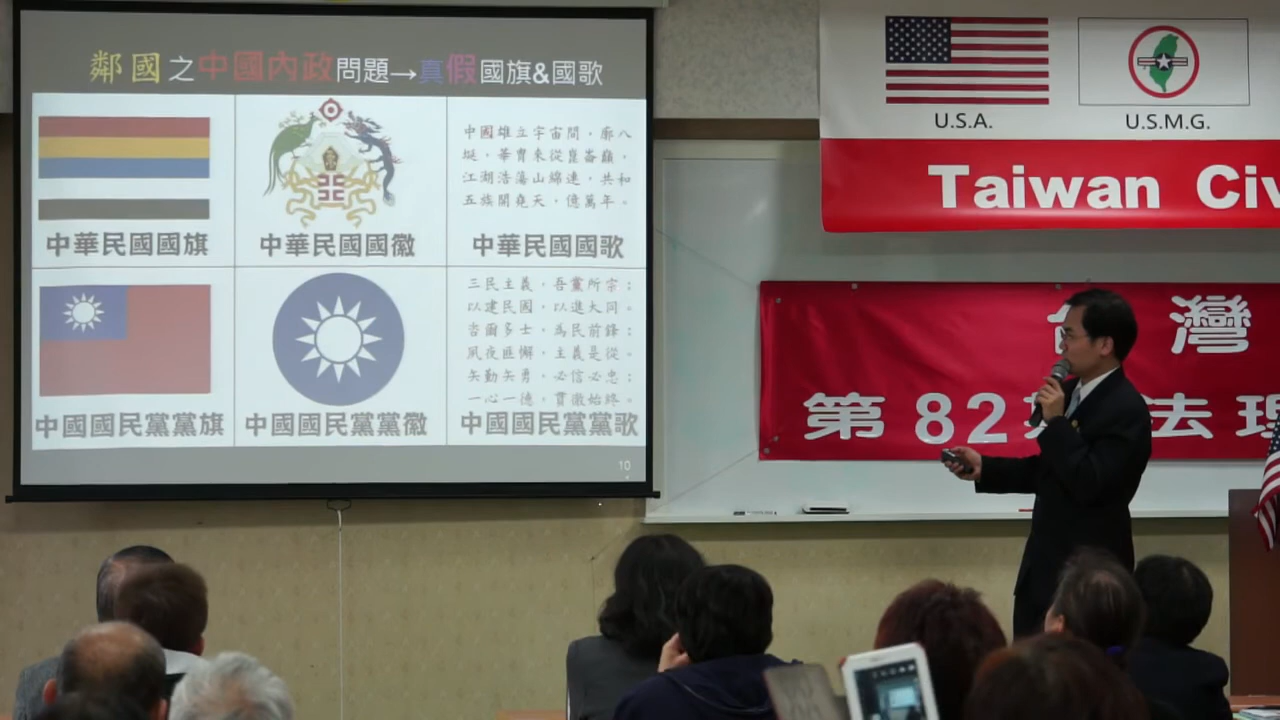 鄰國之中國內政問題→真假國旗&國歌
中華民國國旗
中華民國國徽
中國雄立宇宙間，廓八
埏，華冑來從崑崙巔，
江湖浩蕩山綿連，共和
五族開堯天，億萬年。
中華民國國歌
中國國民黨黨旗
中國國民黨黨徽
三民主義，吾黨所宗；
以建民國，以進大同。
咨爾多士，為民前鋒；
夙夜匪懈，主義是從。
矢勤矢勇，必信必忠；
一心一德，貫徹始終。
中國國民黨黨歌
10
U.S.A.
U.S.M.G.
Taiwan Civ
台灣
第82
法理